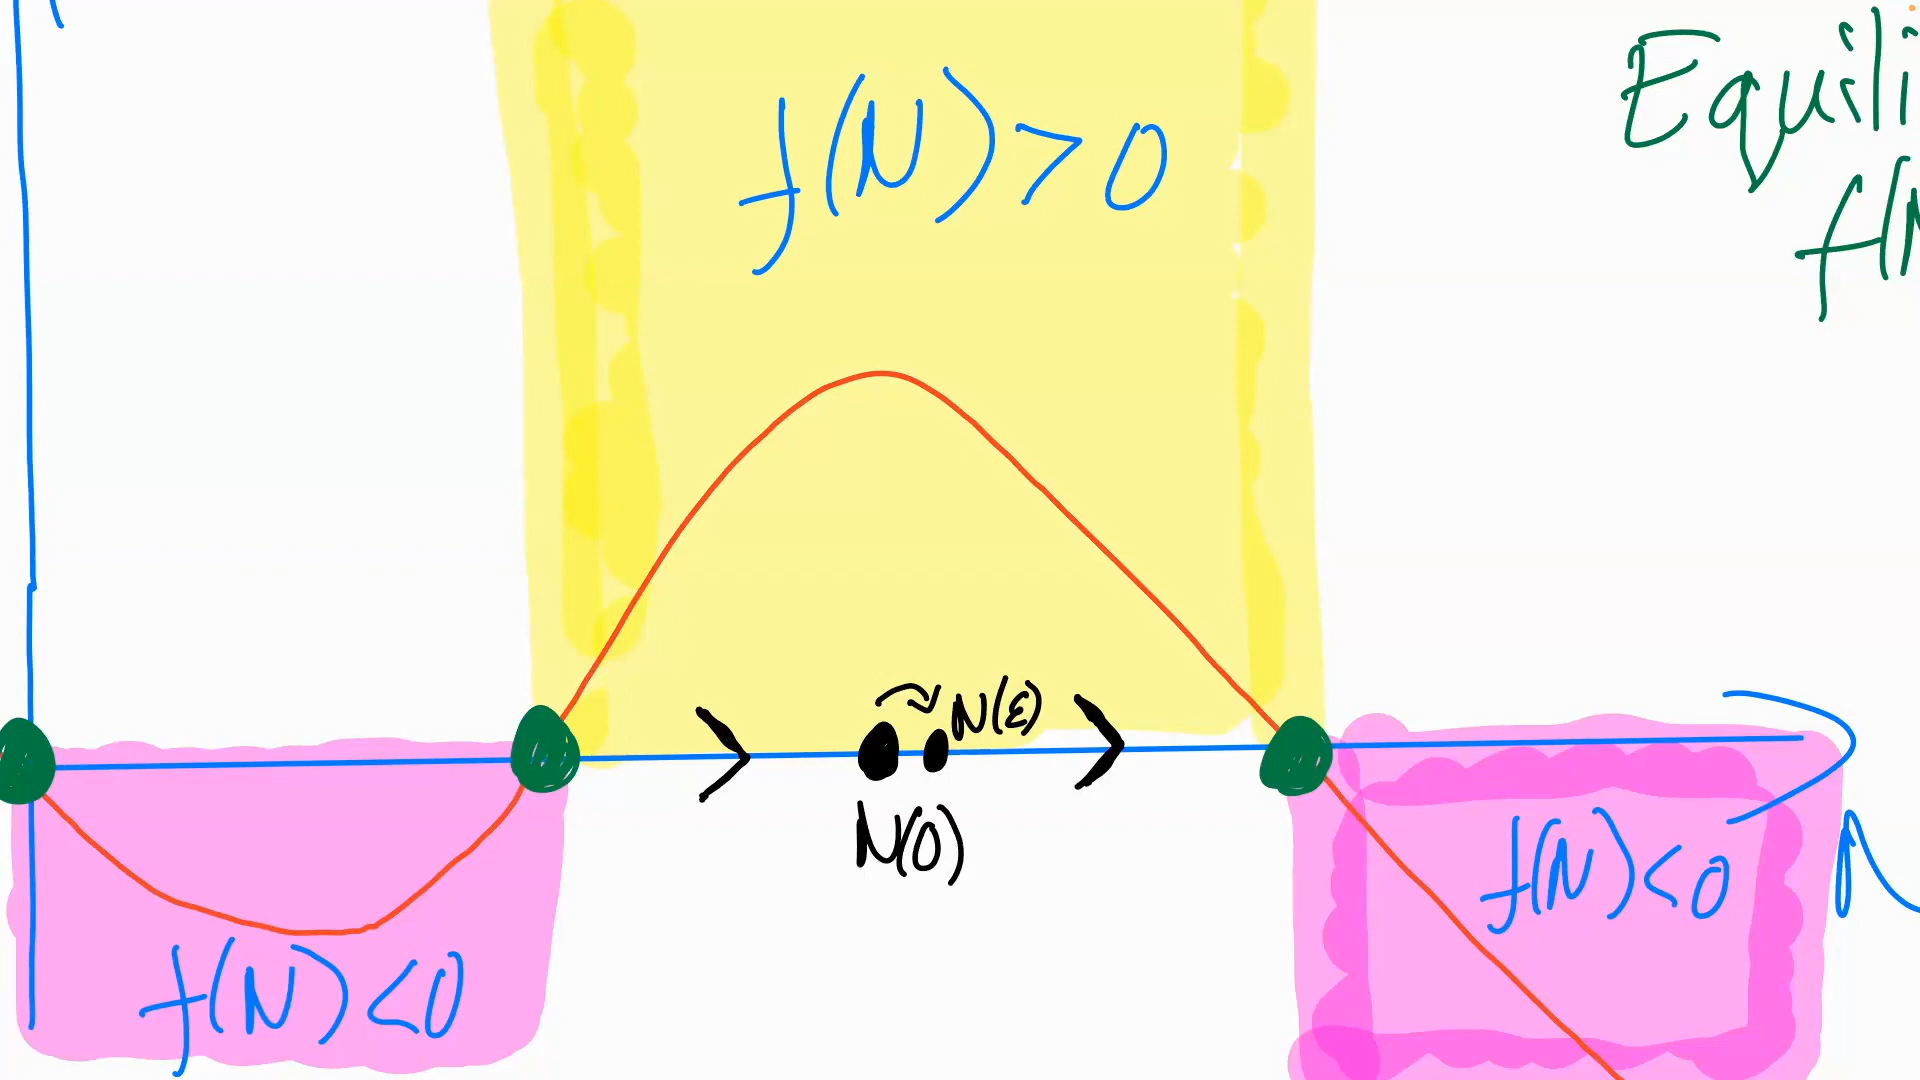 f(N)>0
Equili
f(N
N(ε)
N(0)
f(N)<0
N
f(N)<0